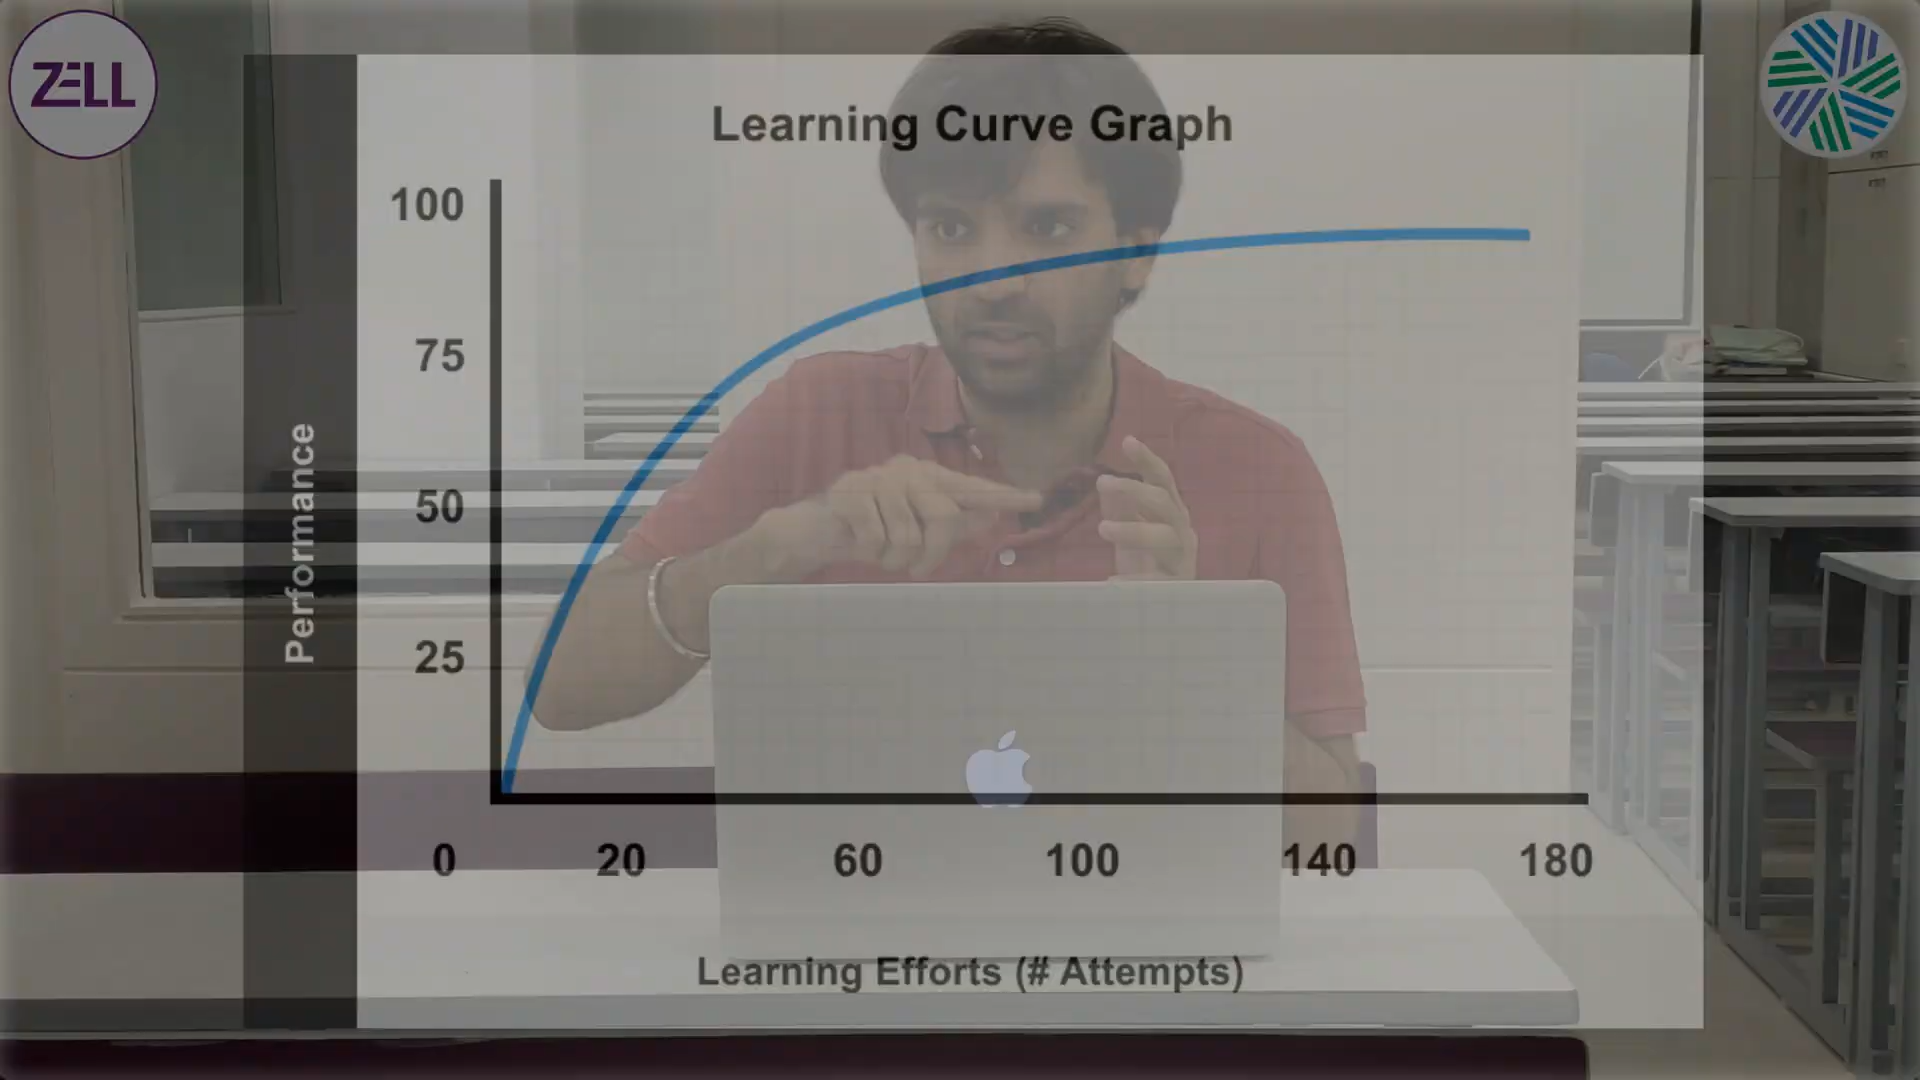 ZELL
Learning Curve Graph
100
75
50
25
Performance
0 20 60 100 140 180
Learning Efforts (# Attempts)